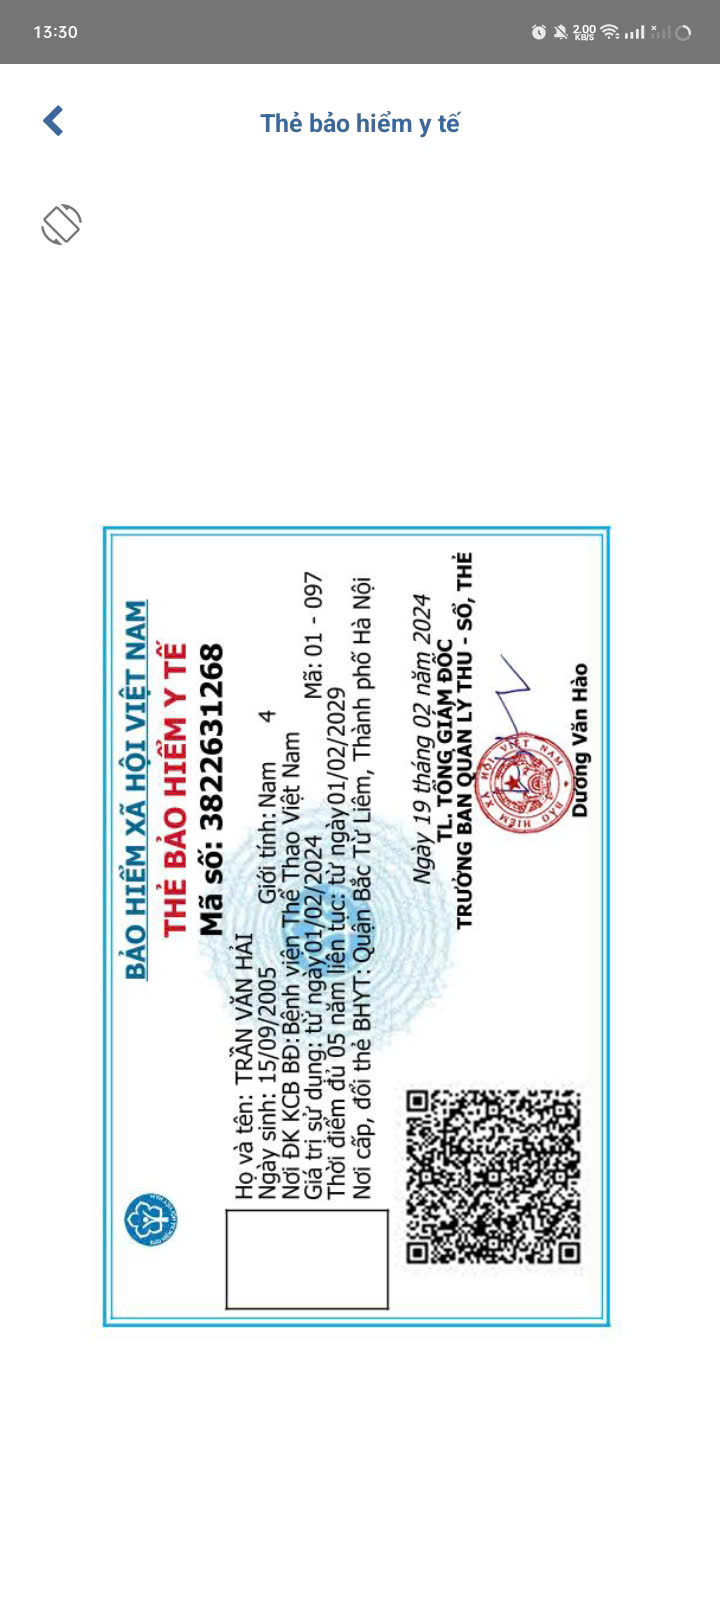 13:30
2.00
KB/S
Thẻ bảo hiểm y tế
BẢO HIỂM XÃ HỘI VIỆT NAM
THẺ BẢO HIỂM Y TẾ
Mã số: 3822631268
Họ và tên: TRẦN VĂN HẢI
Ngày sinh: 15/09/2005 Giới tính: Nam 4
Nơi ĐK KCB BĐ:Bệnh viện Thể Thao Việt Nam
Giá trị sử dụng: từ ngày01/02/2024 Mã: 01 - 097
Thời điểm đủ 05 năm liên tục: từ ngày01/02/2029
Nơi cấp, đổi thẻ BHYT: Quận Bắc Từ Liêm, Thành phố Hà Nội
Ngày 19 tháng 02 năm 2024
TL. TỔNG GIÁM ĐỐC
TRƯỞNG BAN QUẢN LÝ THU - SỔ, THẺ
BẢO HIỂM XÃ HỘI VIỆT NAM
Dương Văn Hào